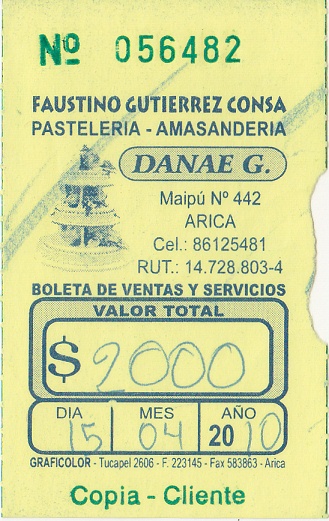 Nº 056482
FAUSTINO GUTIERREZ CONSA
PASTELERIA - AMASANDERIA
DANAE G.
Maipú Nº 442
ARICA
Cel.: 86125481
RUT.: 14.728.803-4
BOLETA DE VENTAS Y SERVICIOS
VALOR TOTAL
$ 2000
DIA MES AÑO
15 04 2010
GRAFICOLOR - Tucapel 2606 - F. 223145 - Fax 583863 - Arica
Copia - Cliente